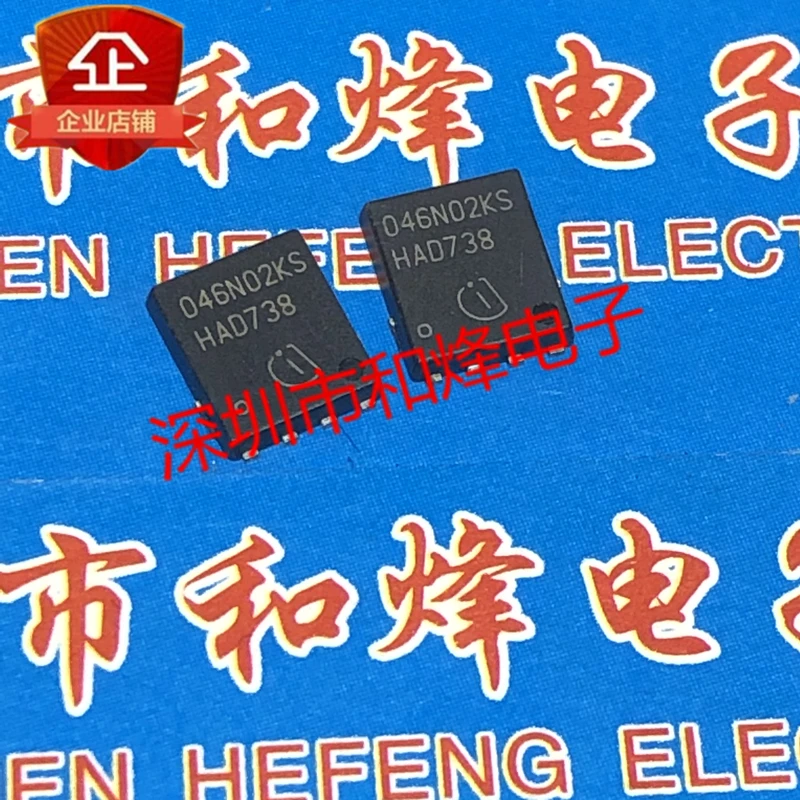 企
企业店铺
市和烽电子
EN HEFENG ELECT
046N02KS
HAD738
046N02KS
HAD738
深圳市和烽电子
市和烽电子
EN HEFENG ELEC